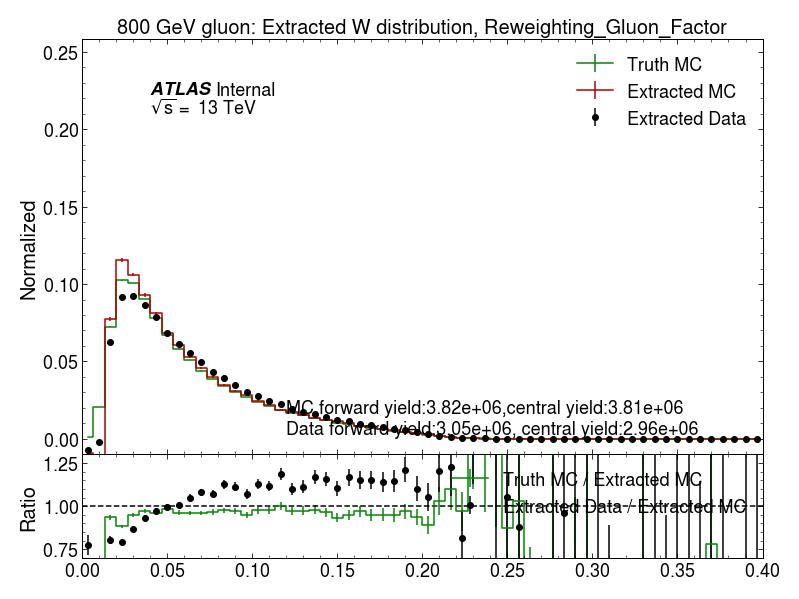 800 GeV gluon: Extracted W distribution, Reweighting_Gluon_Factor
0.25
0.20
0.15
0.10
0.05
0.00
Normalized
ATLAS Internal
√s = 13 TeV
Truth MC
Extracted MC
Extracted Data
MC forward yield:3.82e+06,central yield:3.81e+06
Data forward yield:3.05e+06, central yield:2.96e+06
1.25
1.00
0.75
Ratio
Truth MC / Extracted MC
Extracted Data / Extracted MC
0.00 0.05 0.10 0.15 0.20 0.25 0.30 0.35 0.40